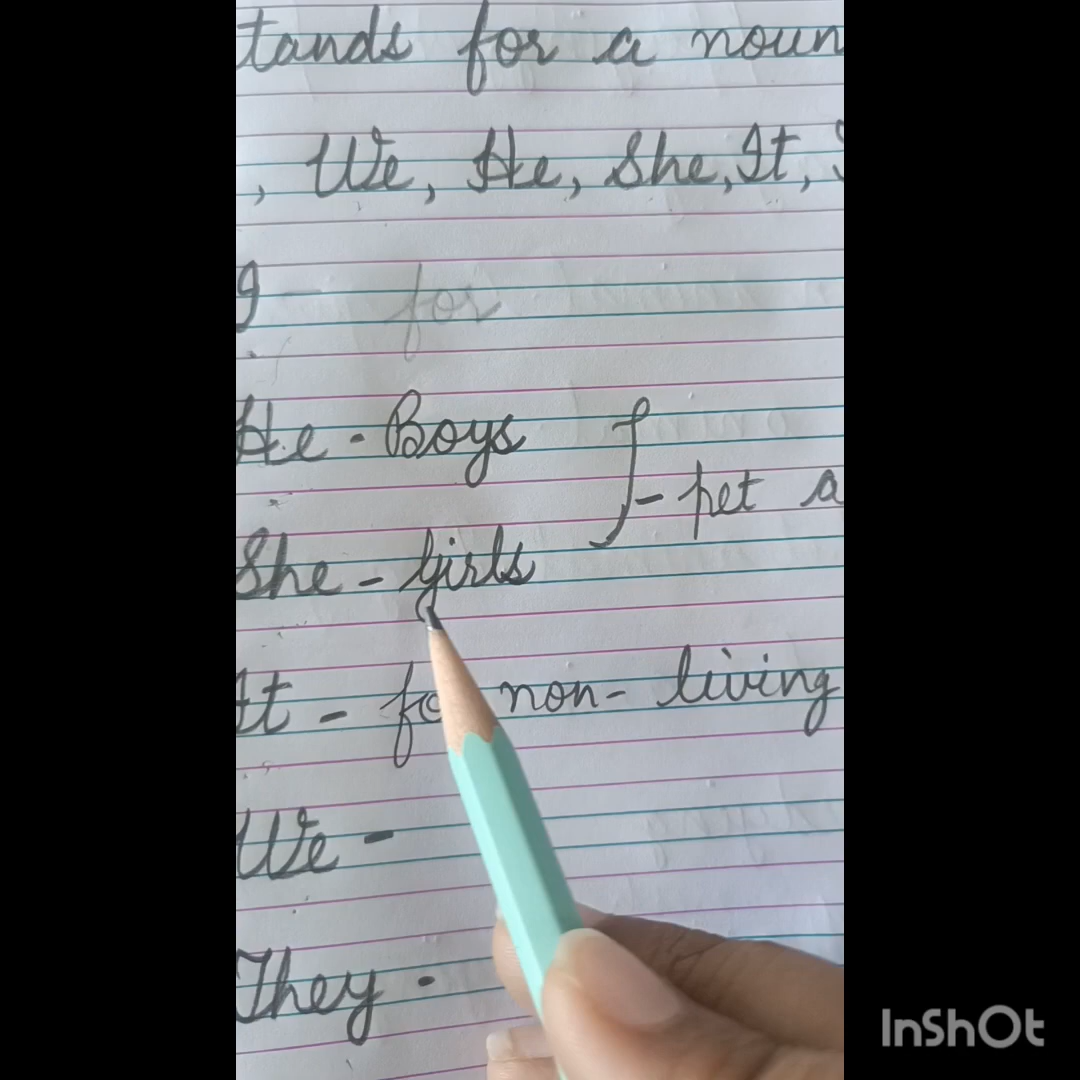 tands for a noun
, We, He, She, It,
I - for
He - Boys
- pet a
She - Girls
It - for non- living
We -
They -
InShOt